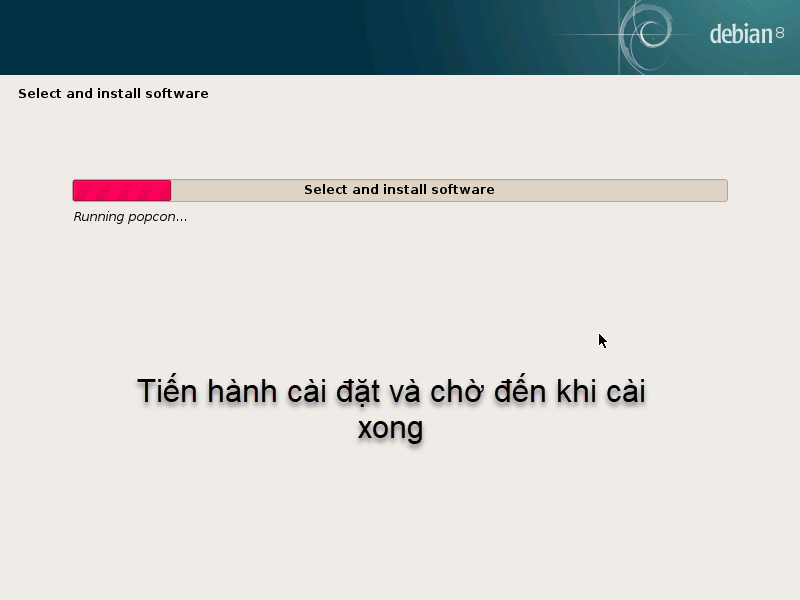 debian 8
Select and install software
Select and install software
Running popcon...
Tiến hành cài đặt và chờ đến khi cài
xong